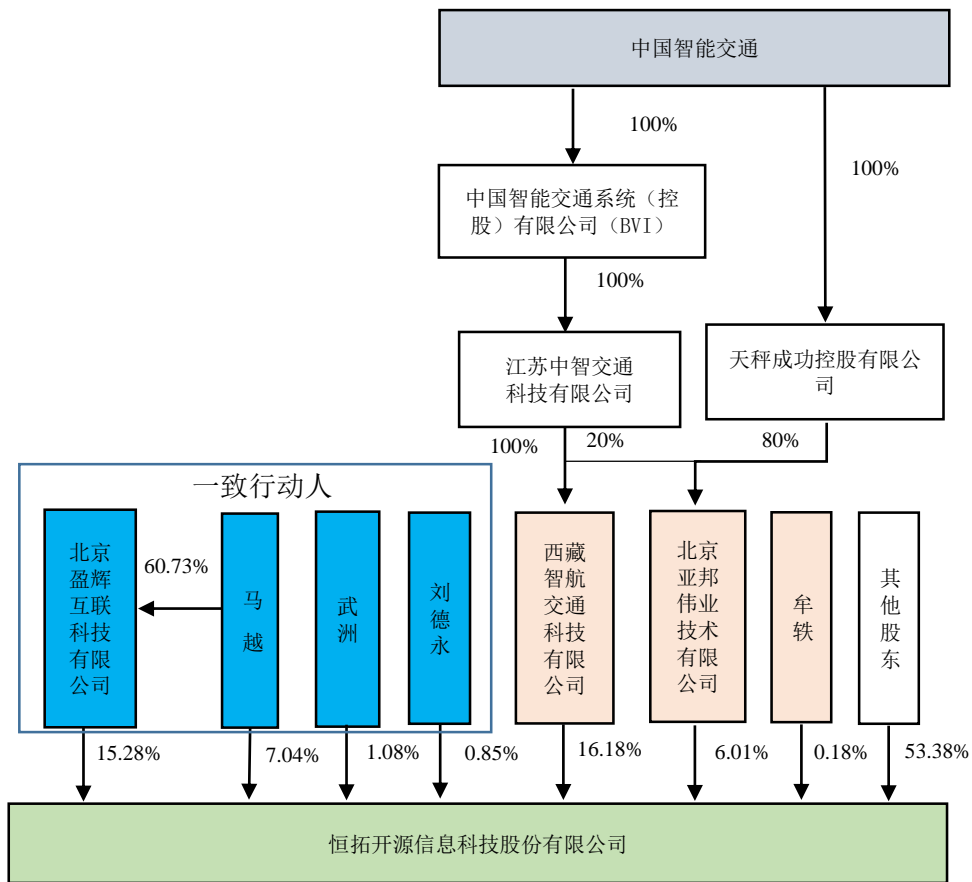 中国智能交通
100%
100%
中国智能交通系统（控
股）有限公司（BVI）
100%
江苏中智交通
科技有限公司
天秤成功控股有限公
司
100%
20%
80%
一致行动人
北京
盈辉
互联
科技
有限
公司
60.73%
马
越
武
洲
刘
德
永
西藏
智航
交通
科技
有限
公司
北京
亚邦
伟业
技术
有限
公司
牟
轶
其
他
股
东
15.28%
7.04%
1.08%
0.85%
16.18%
6.01%
0.18%
53.38%
恒拓开源信息科技股份有限公司